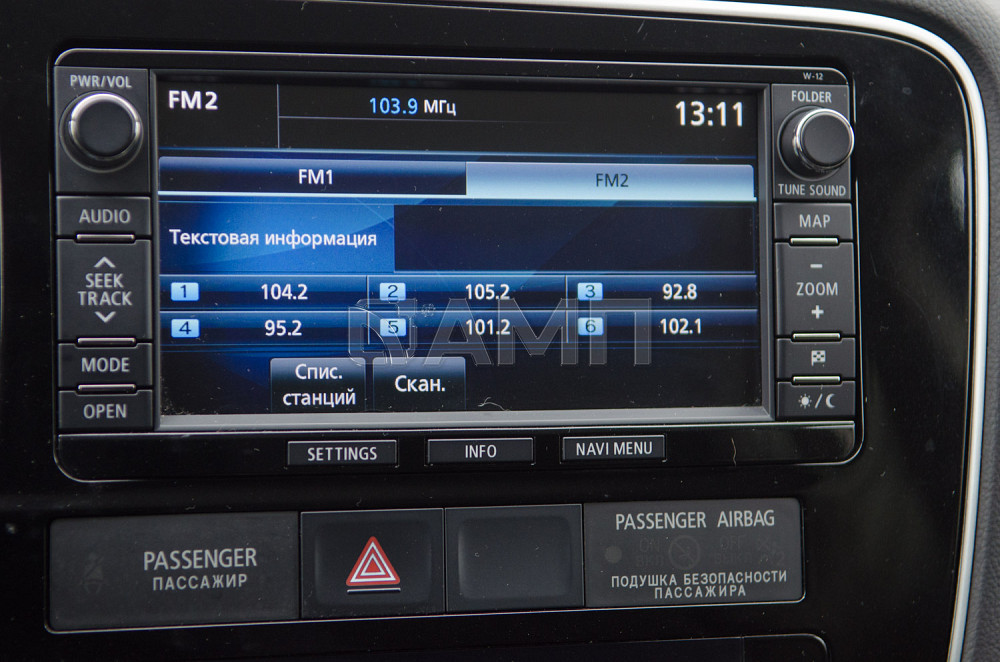 W-12
PWR/VOL
FM2
103.9 МГц
13:11
FOLDER
TUNE SOUND
FM1
FM2
AUDIO
MAP
Текстовая информация
SEEK
TRACK
ZOOM
1 104.2
2 105.2
3 92.8
4 95.2
5 101.2
6 102.1
ДАМП
MODE
Спис.
станций
Скан.
OPEN
SETTINGS
INFO
NAVI MENU
PASSENGER
ПАССАЖИР
PASSENGER AIRBAG
ПОДУШКА БЕЗОПАСНОСТИ
ПАССАЖИРА